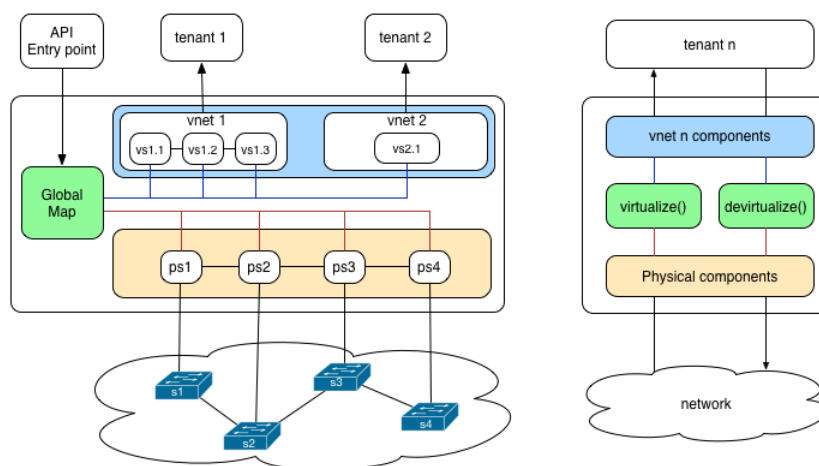 API
Entry point
tenant 1
tenant 2
tenant n
vnet 1
vnet 2
vs1.1
vs1.2
vs1.3
vs2.1
vnet n components
Global
Map
virtualize()
devirtualize()
ps1
ps2
ps3
ps4
Physical components
s1
s2
s3
s4
network